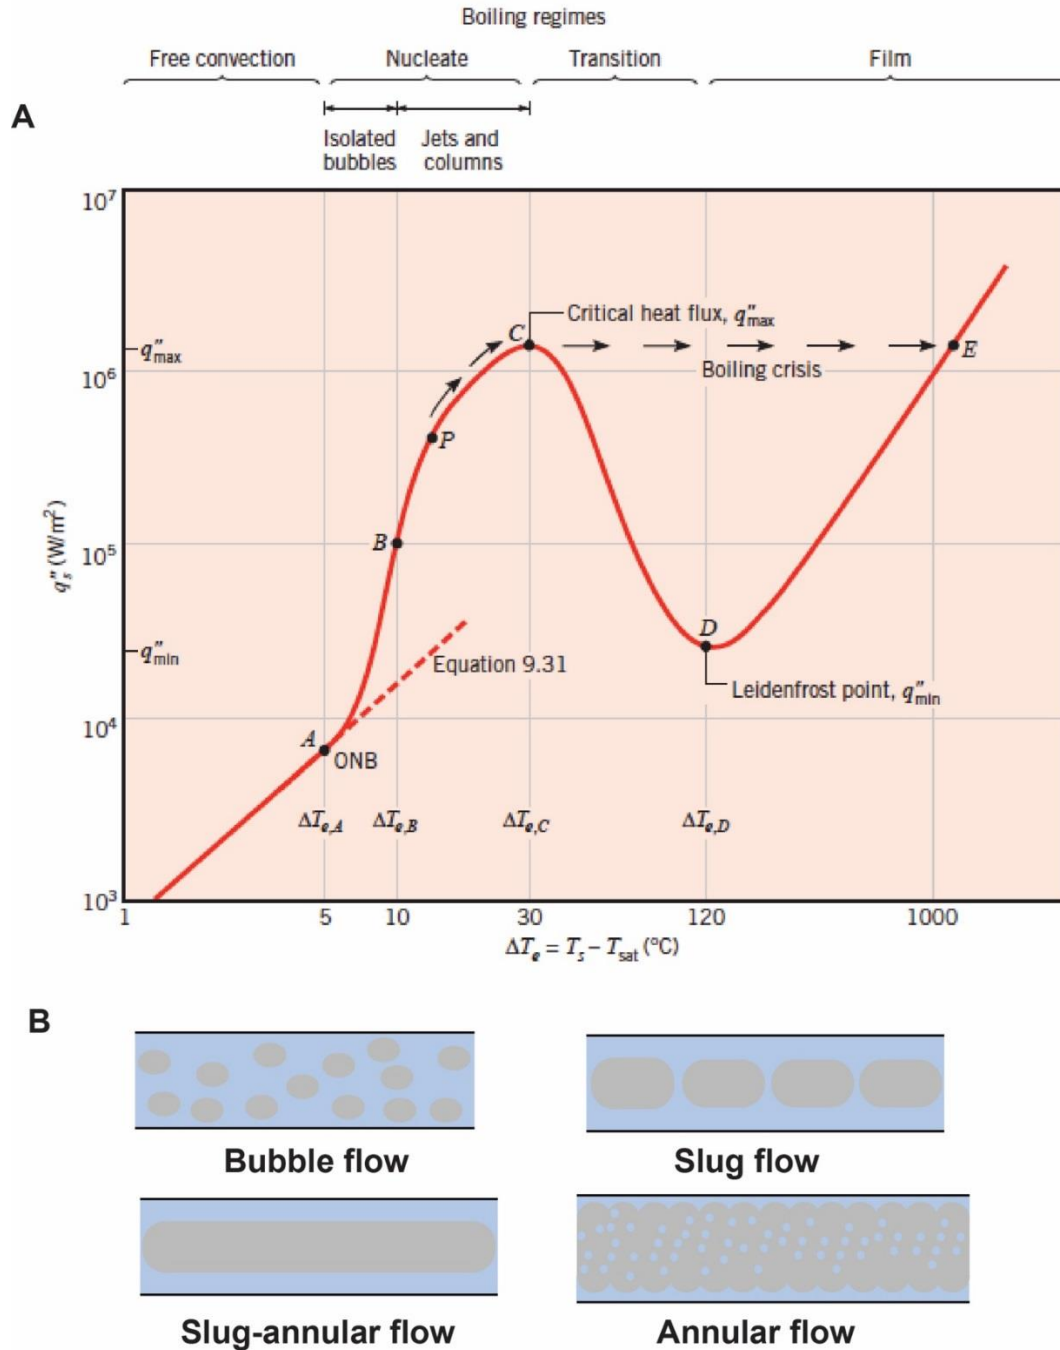 Boiling regimes
Free convection Nucleate Transition Film
A
Isolated bubbles
Jets and columns
10⁷
Critical heat flux, q″max
C
q″max
E
10⁶
Boiling crisis
P
q″s (W/m²)
B
10⁵
D
q″min
Equation 9.31
Leidenfrost point, q″min
10⁴
A
ONB
ΔTe,A ΔTe,B ΔTe,C ΔTe,D
10³
1 5 10 30 120 1000
ΔTe = Ts – Tsat (°C)
B
Bubble flow Slug flow
Slug-annular flow Annular flow